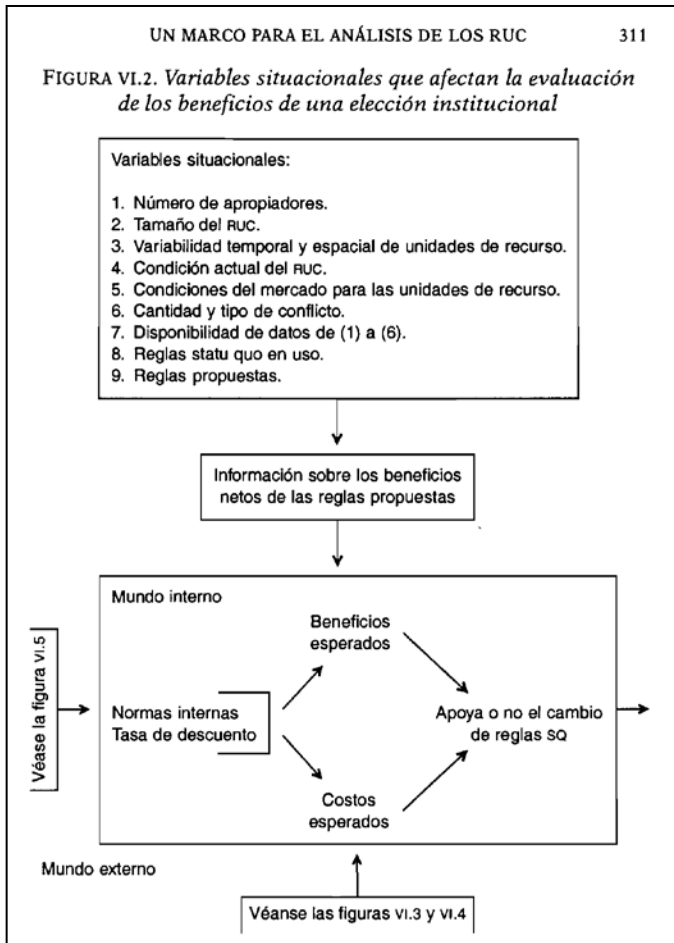 UN MARCO PARA EL ANÁLISIS DE LOS RUC 311
FIGURA VI.2. Variables situacionales que afectan la evaluación
de los beneficios de una elección institucional
Variables situacionales:
1. Número de apropiadores.
2. Tamaño del RUC.
3. Variabilidad temporal y espacial de unidades de recurso.
4. Condición actual del RUC.
5. Condiciones del mercado para las unidades de recurso.
6. Cantidad y tipo de conflicto.
7. Disponibilidad de datos de (1) a (6).
8. Reglas statu quo en uso.
9. Reglas propuestas.
Información sobre los beneficios
netos de las reglas propuestas
Véase la figura VI.5
Mundo interno
Beneficios
esperados
Normas internas
Tasa de descuento
Apoya o no el cambio
de reglas SQ
Costos
esperados
Mundo externo
Véanse las figuras VI.3 y VI.4